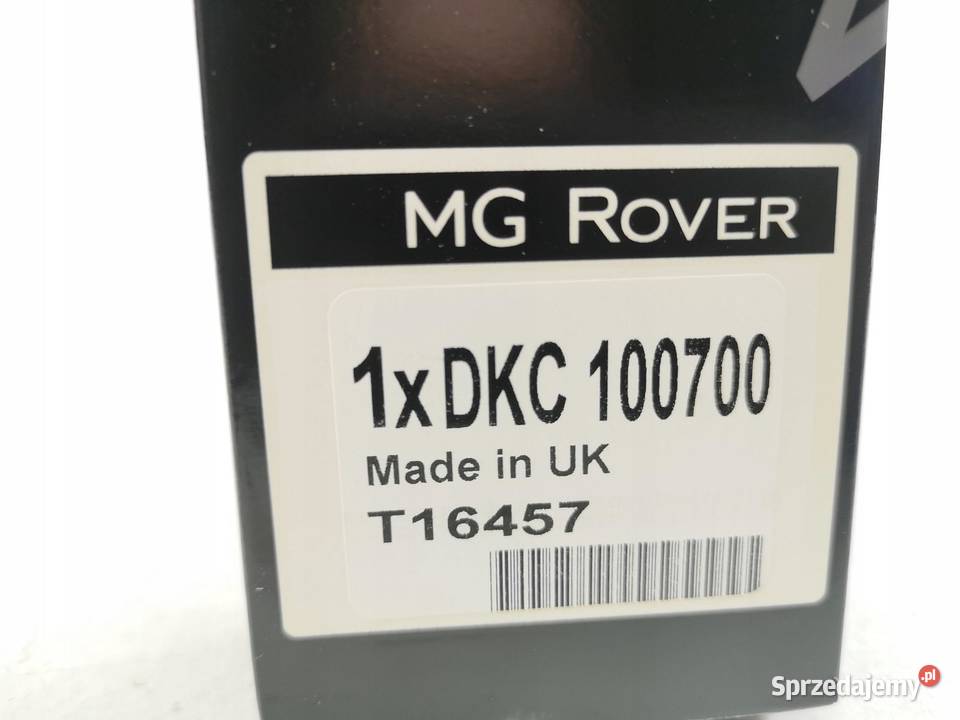 MG ROVER
1x DKC 100700
Made in UK
T16457
Sprzedajemy.pl